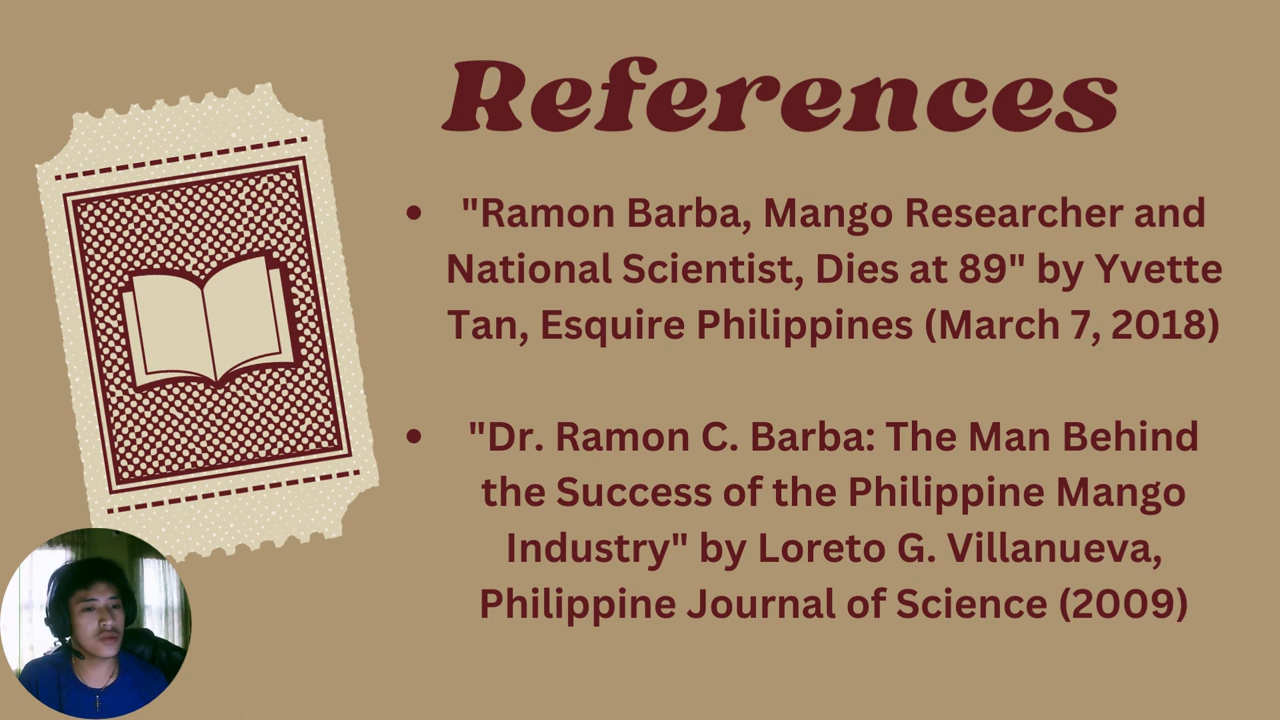 References
• "Ramon Barba, Mango Researcher and
National Scientist, Dies at 89" by Yvette
Tan, Esquire Philippines (March 7, 2018)
• "Dr. Ramon C. Barba: The Man Behind
the Success of the Philippine Mango
Industry" by Loreto G. Villanueva,
Philippine Journal of Science (2009)